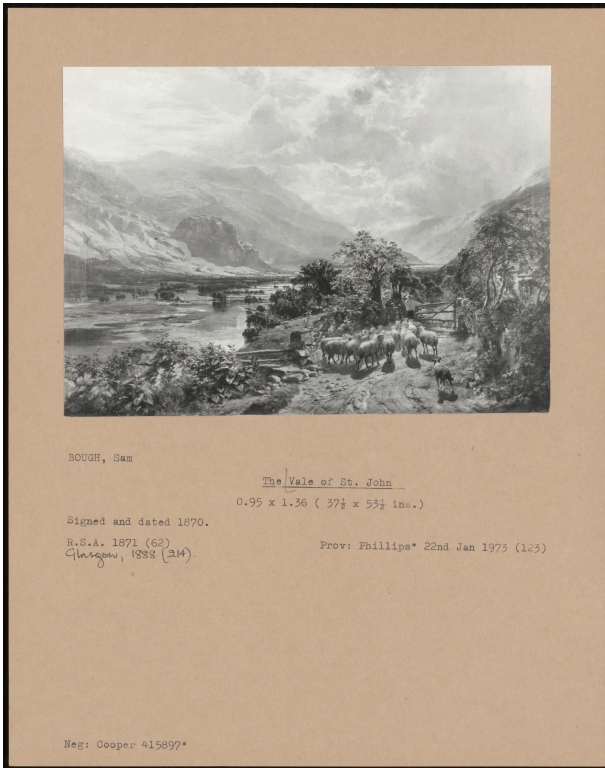 BOUGH, Sam
The Vale of St. John
0.95 x 1.36 ( 37½ x 53½ ins.)
Signed and dated 1870.
R.S.A. 1871 (62)
Glasgow, 1888 (214).
Prov: Phillips* 22nd Jan 1973 (123)
Neg: Cooper 415897*